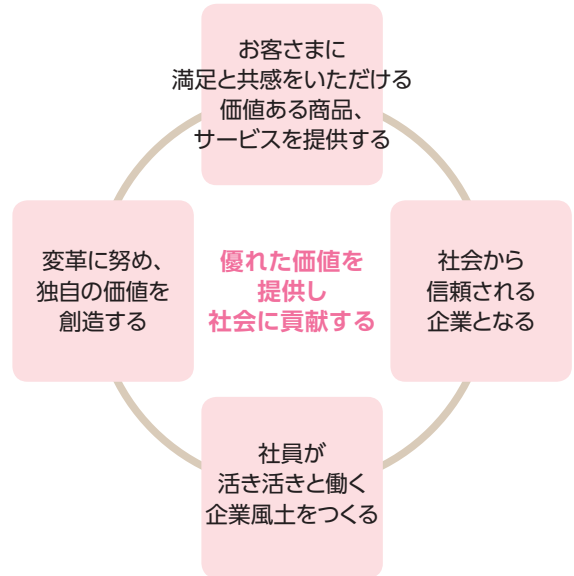 お客さまに
満足と共感をいただける
価値ある商品、
サービスを提供する
変革に努め、
独自の価値を
創造する
優れた価値を
提供し
社会に貢献する
社会から
信頼される
企業となる
社員が
活き活きと働く
企業風土をつくる